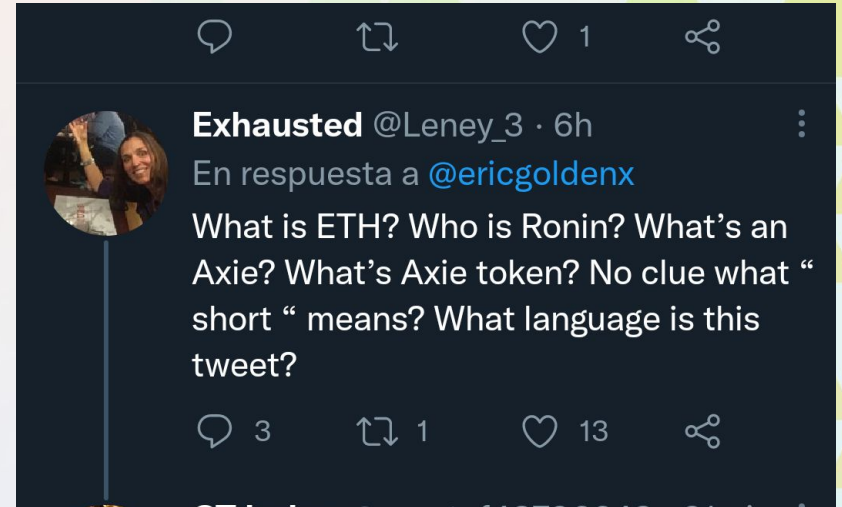 1
Exhausted @Leney_3 · 6h
En respuesta a @ericgoldenx
What is ETH? Who is Ronin? What’s an
Axie? What’s Axie token? No clue what “
short “ means? What language is this
tweet?
3 1 13